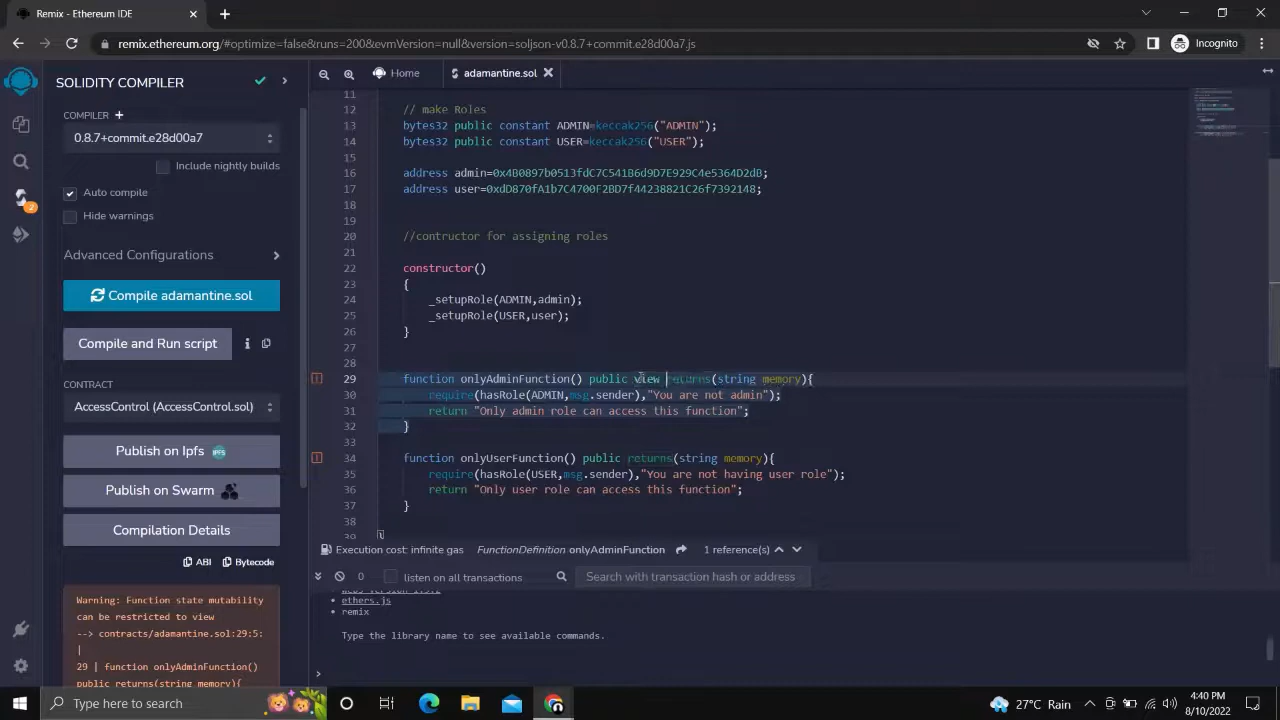 Remix - Ethereum IDE
remix.ethereum.org/#optimize=false&runs=200&evmVersion=null&version=soljson-v0.8.7+commit.e28d00a7.js
Incognito
SOLIDITY COMPILER
COMPILER
0.8.7+commit.e28d00a7
Include nightly builds
Auto compile
Hide warnings
Advanced Configurations
Compile adamantine.sol
Compile and Run script
CONTRACT
AccessControl (AccessControl.sol)
Publish on Ipfs
IPFS
Publish on Swarm
Compilation Details
ABI Bytecode
Warning: Function state mutability
can be restricted to view
--> contracts/adamantine.sol:29:5:
|
29 | function onlyAdminFunction()
public returns(string memory){
2
Home adamantine.sol
11
12 // make Roles
13 bytes32 public constant ADMIN=keccak256("ADMIN");
14 bytes32 public constant USER=keccak256("USER");
15
16 address admin=0x4B0897b0513fdC7C541B6d9D7E929C4e5364D2dB;
17 address user=0xdD870fA1b7C4700F2BD7f44238821C26f7392148;
18
19
20 //contructor for assigning roles
21
22 constructor()
23 {
24 _setupRole(ADMIN,admin);
25 _setupRole(USER,user);
26 }
27
28
29 function onlyAdminFunction() public view returns(string memory){
30 require(hasRole(ADMIN,msg.sender),"You are not admin");
31 return "Only admin role can access this function";
32 }
33
34 function onlyUserFunction() public returns(string memory){
35 require(hasRole(USER,msg.sender),"You are not having user role");
36 return "Only user role can access this function";
37 }
38
39 }
Execution cost: infinite gas FunctionDefinition onlyAdminFunction 1 reference(s)
0 listen on all transactions Search with transaction hash or address
ethers.js
remix
Type the library name to see available commands.
>
Type here to search
27°C Rain
4:40 PM
8/10/2022